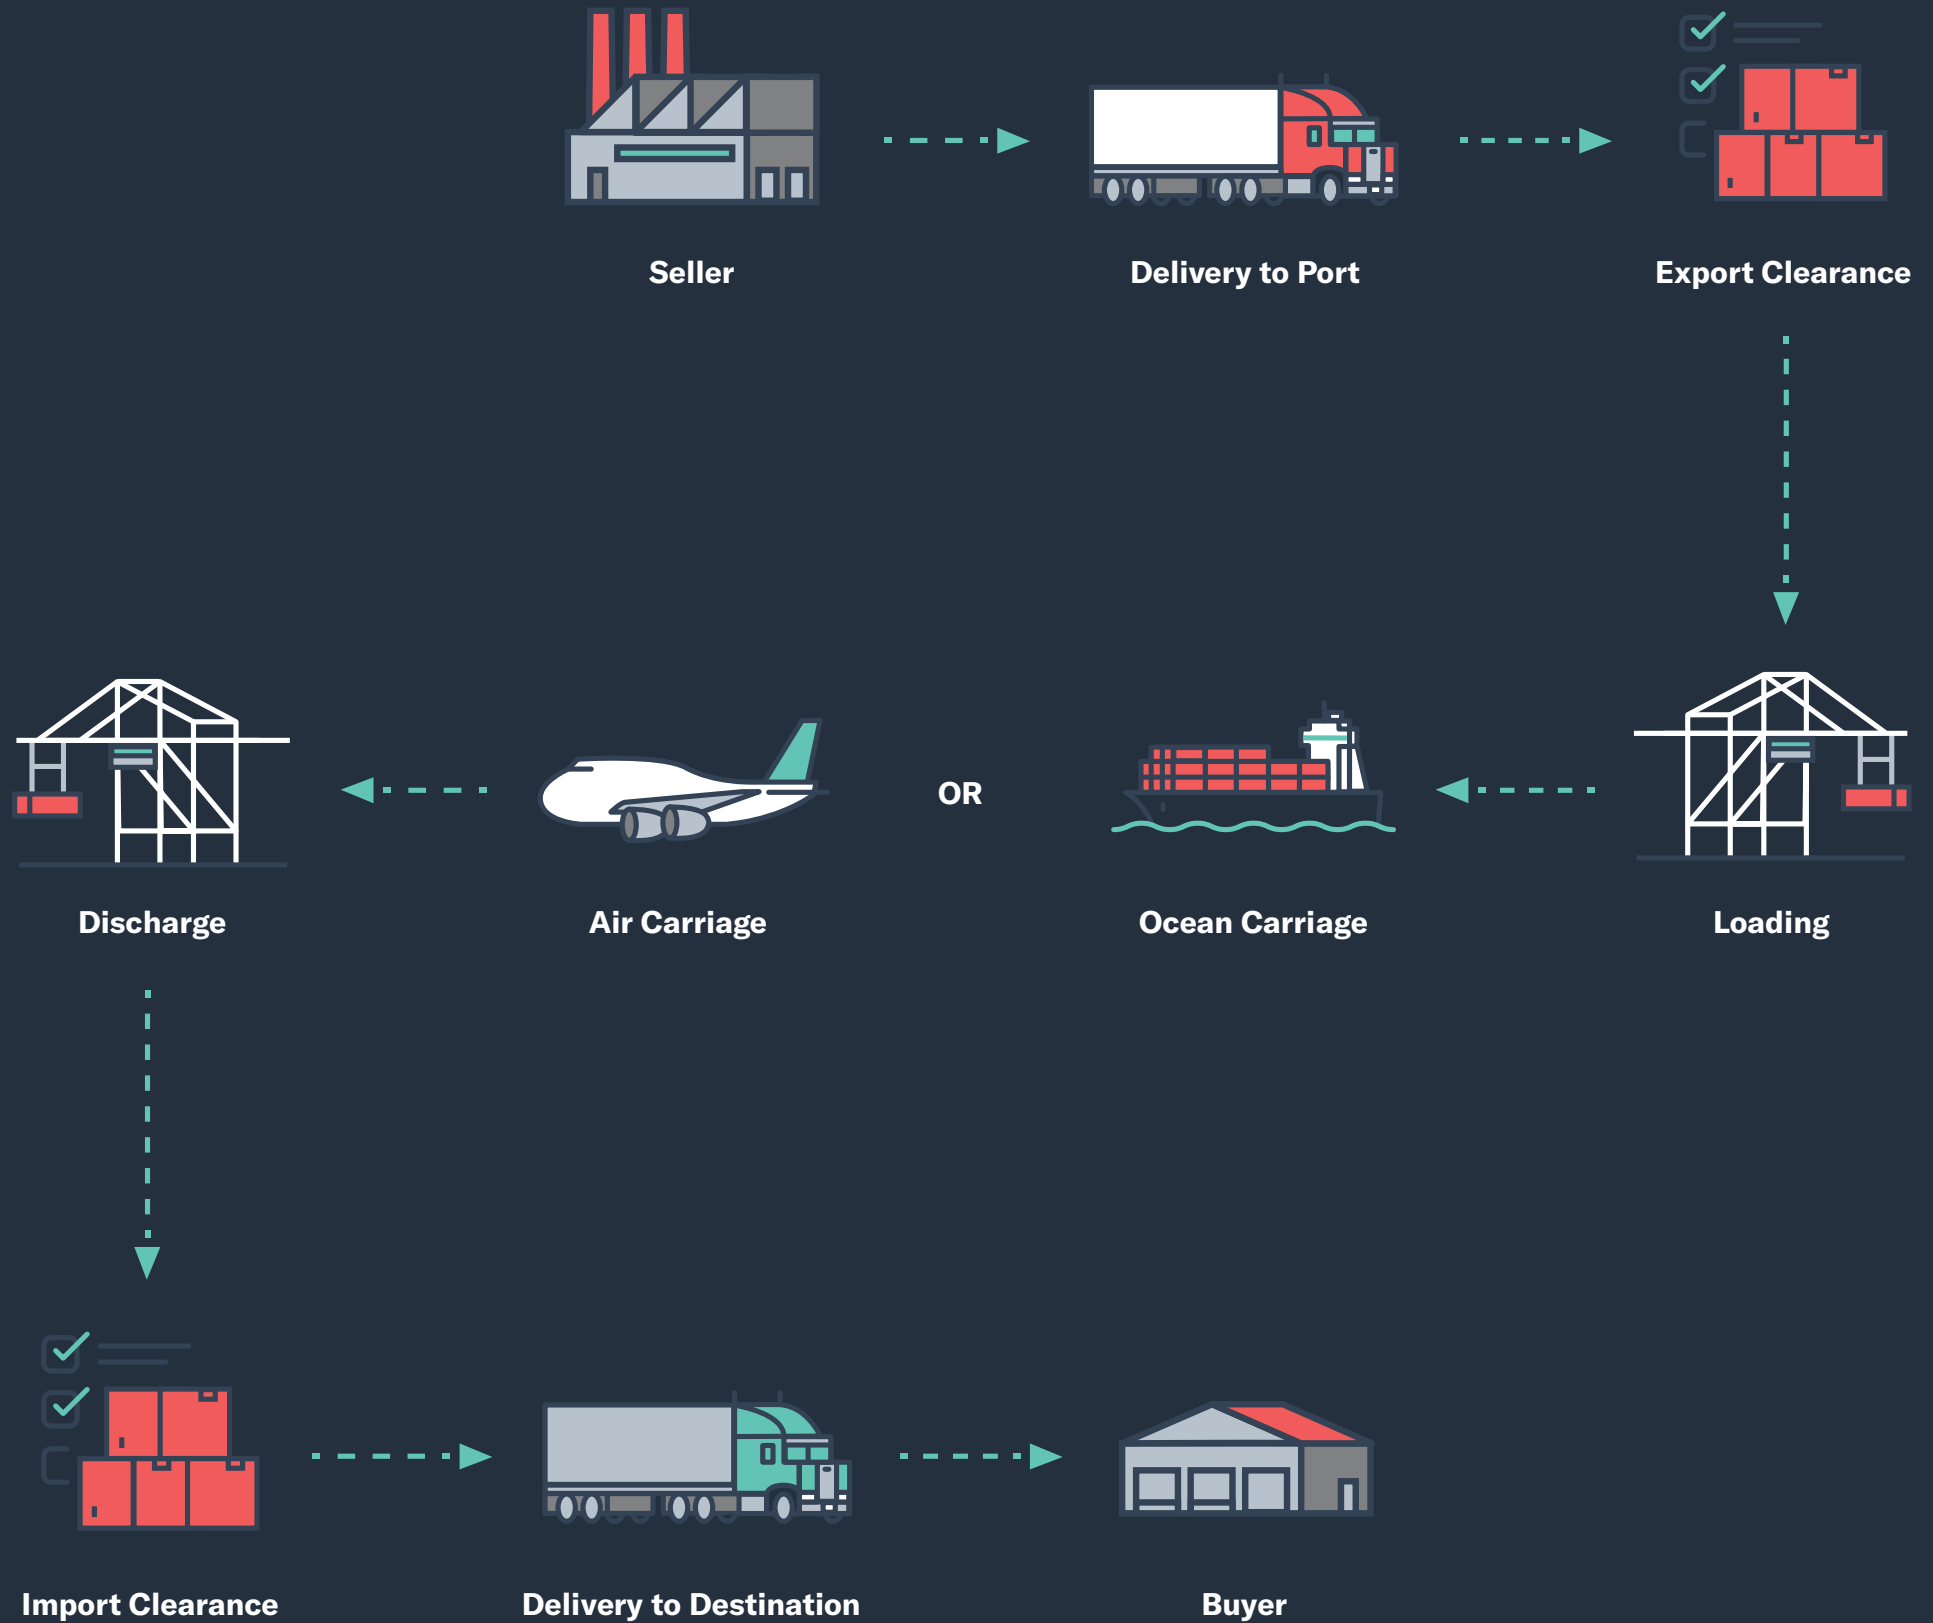 Seller
Delivery to Port
Export Clearance
Discharge
Air Carriage
OR
Ocean Carriage
Loading
Import Clearance
Delivery to Destination
Buyer